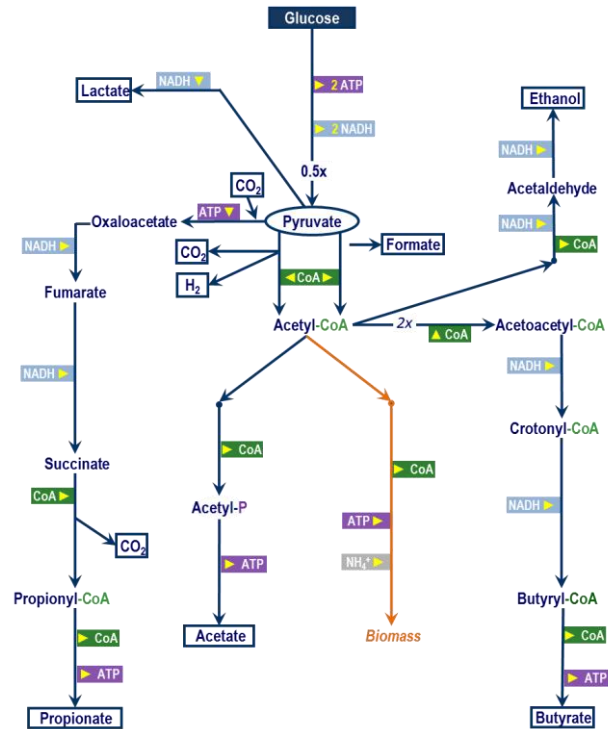 Glucose
NADH ▼
Lactate
► 2 ATP
► 2 NADH
Ethanol
NADH ►
0.5x
CO₂
Acetaldehyde
ATP ▼
Oxaloacetate
Pyruvate
NADH ►
NADH ►
CO₂
Formate
► CoA
H₂
◄ CoA ►
Fumarate
Acetyl-CoA
2x
Acetoacetyl-CoA
▲ CoA
NADH ►
NADH ►
Crotonyl-CoA
Succinate
► CoA
► CoA
CoA ►
NADH ►
Acetyl-P
ATP ►
CO₂
► ATP
NH₄⁺ ►
Propionyl-CoA
Butyryl-CoA
► CoA
Acetate
Biomass
► CoA
► ATP
► ATP
Propionate
Butyrate